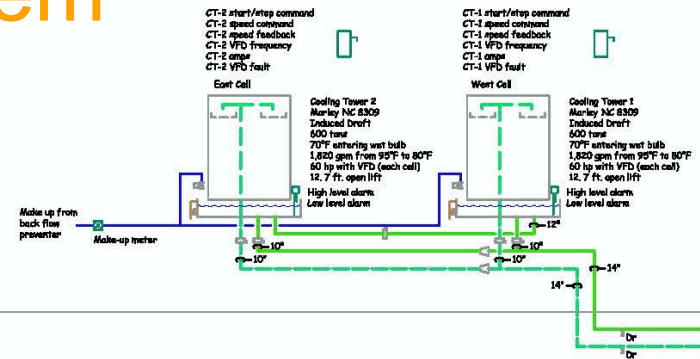 em
CT-2 start/stop command
CT-2 speed command
CT-2 speed feedback
CT-2 VFD frequency
CT-2 amps
CT-2 VFD fault
CT-1 start/stop command
CT-1 speed command
CT-1 speed feedback
CT-1 VFD frequency
CT-1 amps
CT-1 VFD fault
East Cell
West Cell
Cooling Tower 2
Marley NC 8309
Induced Draft
600 tons
70°F entering wet bulb
1,820 gpm from 95°F to 80°F
60 hp with VFD (each cell)
12.7 ft. open lift
High level alarm
Low level alarm
Cooling Tower 1
Marley NC 8309
Induced Draft
600 tons
70°F entering wet bulb
1,820 gpm from 95°F to 80°F
60 hp with VFD (each cell)
12.7 ft. open lift
High level alarm
Low level alarm
Make up from
back flow
preventer
Make-up meter
12"
10"
10"
10"
10"
14"
14"
Dr
Dr